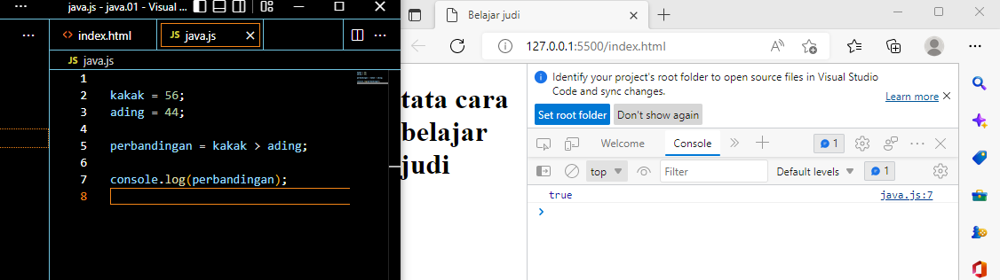 java.js - java.01 - Visual ...
index.html
JS java.js
JS java.js
1
2 kakak = 56;
3 ading = 44;
4
5 perbandingan = kakak > ading;
6
7 console.log(perbandingan);
8
Belajar judi
127.0.0.1:5500/index.html
tata cara
belajar
judi
Identify your project's root folder to open source files in Visual Studio
Code and sync changes.
Learn more
Set root folder Don't show again
Welcome Console 1
top Filter Default levels 1
true java.js:7